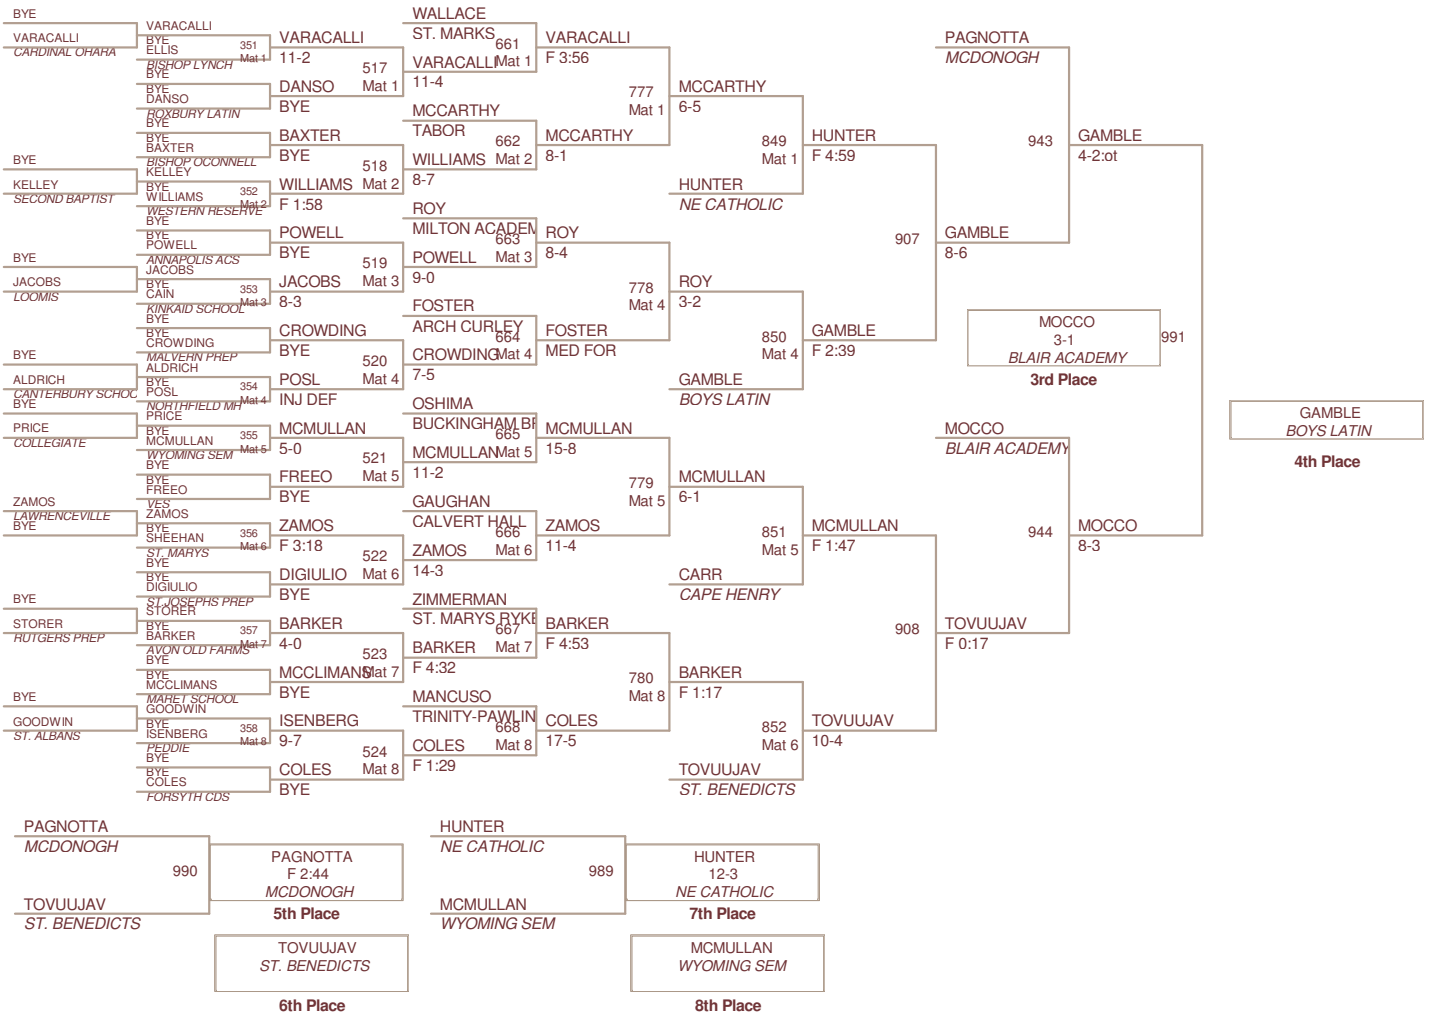 BYE
VARACALLI
CARDINAL OHARA
BYE
KELLEY
SECOND BAPTIST
BYE
JACOBS
LOOMIS
BYE
ALDRICH
CANTERBURY SCHOO
BYE
PRICE
COLLEGIATE
ZAMOS
LAWRENCEVILLE
BYE
BYE
STORER
RUTGERS PREP
BYE
GOODWIN
ST. ALBANS
VARACALLI
BYE
ELLIS
BISHOP LYNCH
351
Mat 1
BYE
BYE
DANSO
ROXBURY LATIN
BYE
BYE
BAXTER
BISHOP OCONNELL
KELLEY
BYE
WILLIAMS
WESTERN RESERVE
352
Mat 2
BYE
BYE
POWELL
ANNAPOLIS ACS
JACOBS
BYE
CAIN
KINKAID SCHOOL
353
Mat 3
BYE
BYE
CROWDING
MALVERN PREP
ALDRICH
BYE
POSL
NORTHFIELD MH
354
Mat 4
PRICE
BYE
MCMULLAN
WYOMING SEM
355
Mat 5
BYE
BYE
FREEO
VES
ZAMOS
BYE
SHEEHAN
ST. MARYS
356
Mat 6
BYE
BYE
DIGIULIO
ST.JOSEPHS PREP
STORER
BYE
BARKER
AVON OLD FARMS
357
Mat 7
BYE
BYE
MCCLIMANS
MARET SCHOOL
GOODWIN
BYE
ISENBERG
PEDDIE
358
Mat 8
BYE
BYE
COLES
FORSYTH CDS
VARACALLI
11-2
517
Mat 1
DANSO
BYE
BAXTER
BYE
518
Mat 2
WILLIAMS
F 1:58
POWELL
BYE
519
Mat 3
JACOBS
8-3
CROWDING
BYE
520
Mat 4
POSL
INJ DEF
MCMULLAN
5-0
521
Mat 5
FREEO
BYE
ZAMOS
F 3:18
522
Mat 6
DIGIULIO
BYE
BARKER
4-0
523
Mat 7
MCCLIMANS
BYE
ISENBERG
9-7
524
Mat 8
COLES
BYE
WALLACE
ST. MARKS
661
Mat 1
VARACALLI
11-4
MCCARTHY
TABOR
662
Mat 2
WILLIAMS
8-7
ROY
MILTON ACADEM
663
Mat 3
POWELL
9-0
FOSTER
ARCH CURLEY
664
Mat 4
CROWDING
7-5
OSHIMA
BUCKINGHAM BR
665
Mat 5
MCMULLAN
11-2
GAUGHAN
CALVERT HALL
666
Mat 6
ZAMOS
14-3
ZIMMERMAN
ST. MARYS RYKE
667
Mat 7
BARKER
F 4:32
MANCUSO
TRINITY-PAWLIN
668
Mat 8
COLES
F 1:29
VARACALLI
F 3:56
777
Mat 1
MCCARTHY
8-1
ROY
8-4
778
Mat 4
FOSTER
MED FOR
MCMULLAN
15-8
779
Mat 5
ZAMOS
11-4
BARKER
F 4:53
780
Mat 8
COLES
17-5
MCCARTHY
6-5
849
Mat 1
HUNTER
NE CATHOLIC
ROY
3-2
850
Mat 4
GAMBLE
BOYS LATIN
MCMULLAN
6-1
851
Mat 5
CARR
CAPE HENRY
BARKER
F 1:17
852
Mat 6
TOVUUJAV
ST. BENEDICTS
HUNTER
F 4:59
907
GAMBLE
F 2:39
MCMULLAN
F 1:47
908
TOVUUJAV
10-4
PAGNOTTA
MCDONOGH
943
GAMBLE
8-6
MOCCO
BLAIR ACADEMY
944
TOVUUJAV
F 0:17
GAMBLE
4-2:ot
MOCCO
3-1
BLAIR ACADEMY
991
3rd Place
MOCCO
8-3
GAMBLE
BOYS LATIN
4th Place
PAGNOTTA
MCDONOGH
990
TOVUUJAV
ST. BENEDICTS
PAGNOTTA
F 2:44
MCDONOGH
5th Place
TOVUUJAV
ST. BENEDICTS
6th Place
HUNTER
NE CATHOLIC
989
MCMULLAN
WYOMING SEM
HUNTER
12-3
NE CATHOLIC
7th Place
MCMULLAN
WYOMING SEM
8th Place